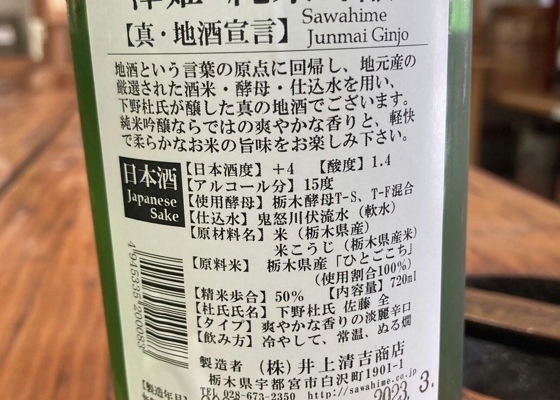 【真・地酒宣言】
Sawahime
Junmai Ginjo
地酒という言葉の原点に回帰し、地元産の
厳選された酒米・酵母・仕込水を用い、
下野杜氏が醸した真の地酒でございます。
純米吟醸ならではの爽やかな香りと、軽快
で柔らかなお米の旨味をお楽しみ下さい。
日本酒
Japanese
Sake
【日本酒度】+4 【酸度】1.4
【アルコール分】15度
【使用酵母】栃木酵母T-S、T-F混合
【仕込水】鬼怒川伏流水(軟水)
【原材料名】米(栃木県産)
米こうじ(栃木県産米)
【原料米】 栃木県産「ひとごこち」
(使用割合100%)
【精米歩合】50% 【内容量】720ml
【杜氏氏名】下野杜氏 佐藤 全
【タイプ】爽やかな香りの淡麗辛口
【飲み方】冷やして、常温、ぬる燗
4945335 200083
製造者 (株)井上清吉商店
栃木県宇都宮市白沢町1901-1
TEL 028-673-2350 http://sawahime.co.jp
【製造年月】
2023. 3.